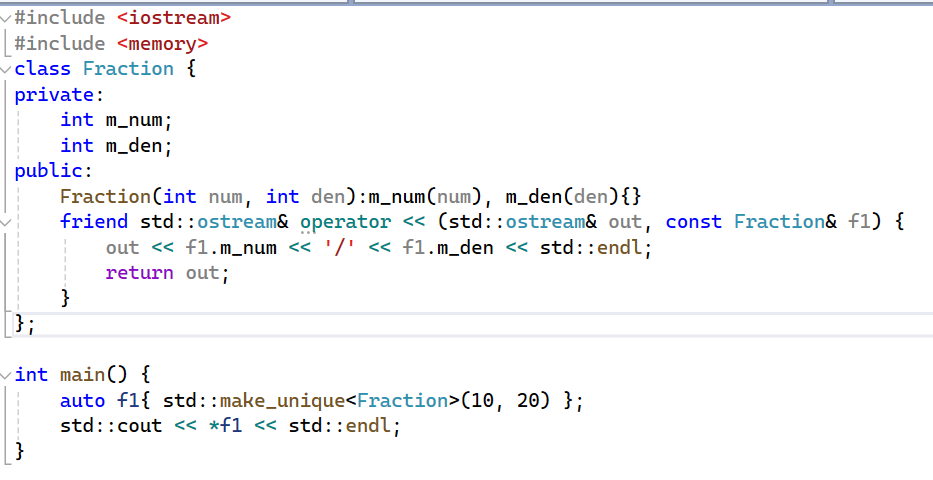 #include <iostream>
#include <memory>
class Fraction {
private:
    int m_num;
    int m_den;
public:
    Fraction(int num, int den):m_num(num), m_den(den){}
    friend std::ostream& operator << (std::ostream& out, const Fraction& f1) {
        out << f1.m_num << '/' << f1.m_den << std::endl;
        return out;
    }
};

int main() {
    auto f1{ std::make_unique<Fraction>(10, 20) };
    std::cout << *f1 << std::endl;
}